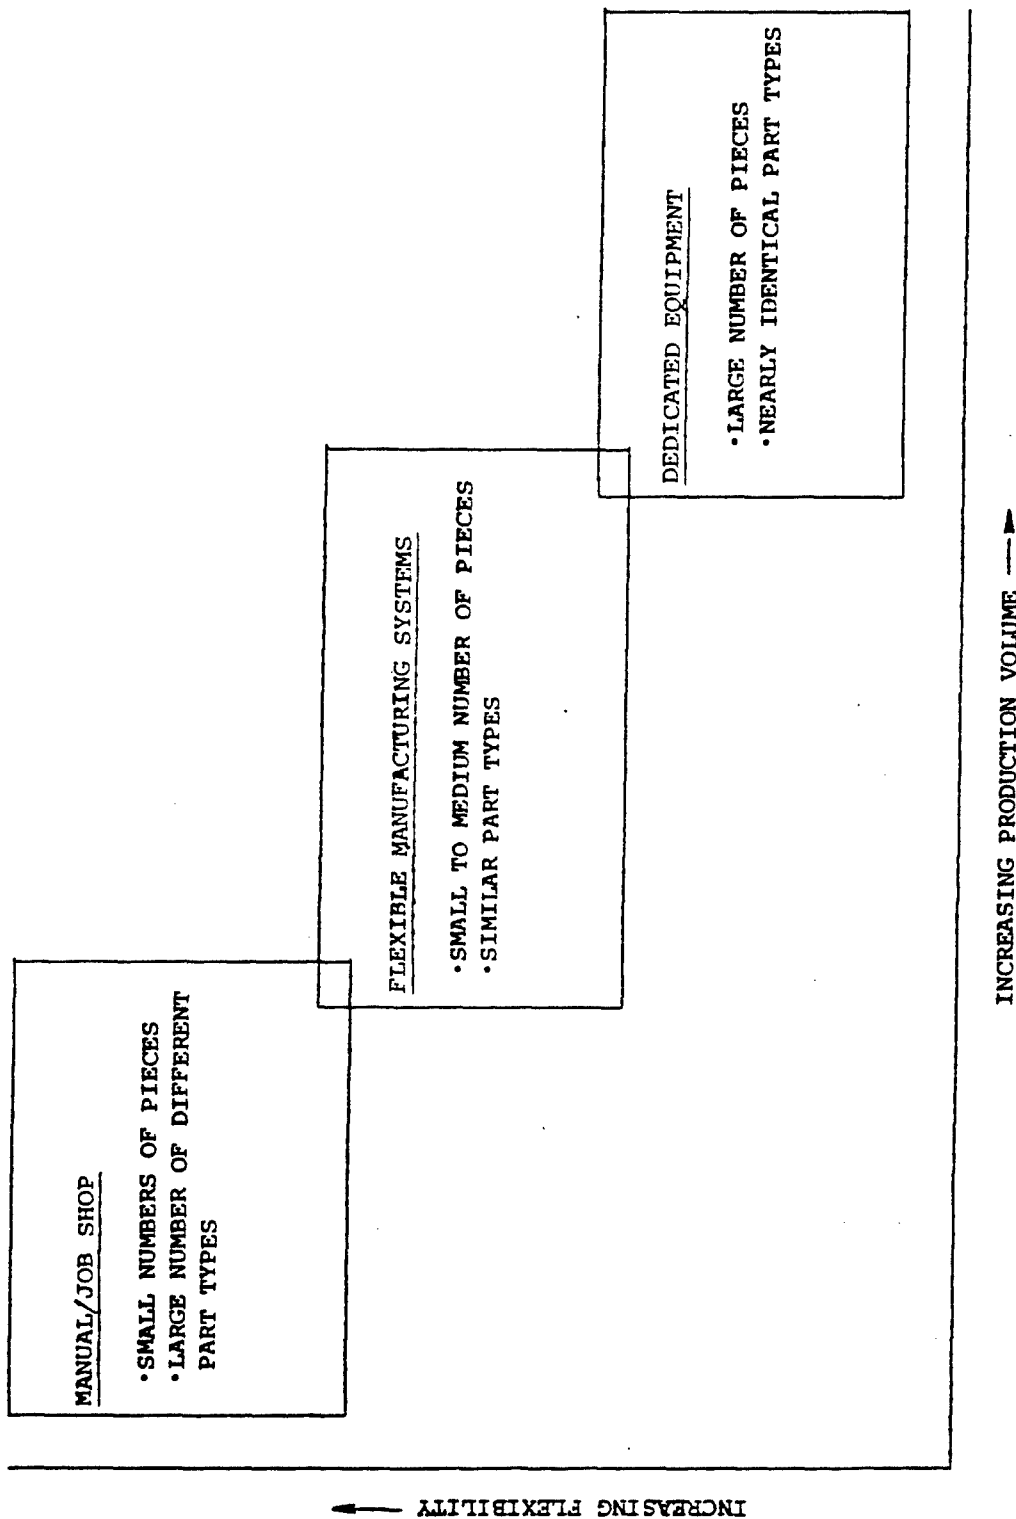 MANUAL/JOB SHOP
•SMALL NUMBERS OF PIECES
•LARGE NUMBER OF DIFFERENT
PART TYPES
FLEXIBLE MANUFACTURING SYSTEMS
•SMALL TO MEDIUM NUMBER OF PIECES
•SIMILAR PART TYPES
DEDICATED EQUIPMENT
•LARGE NUMBER OF PIECES
•NEARLY IDENTICAL PART TYPES
INCREASING FLEXIBILITY
INCREASING PRODUCTION VOLUME